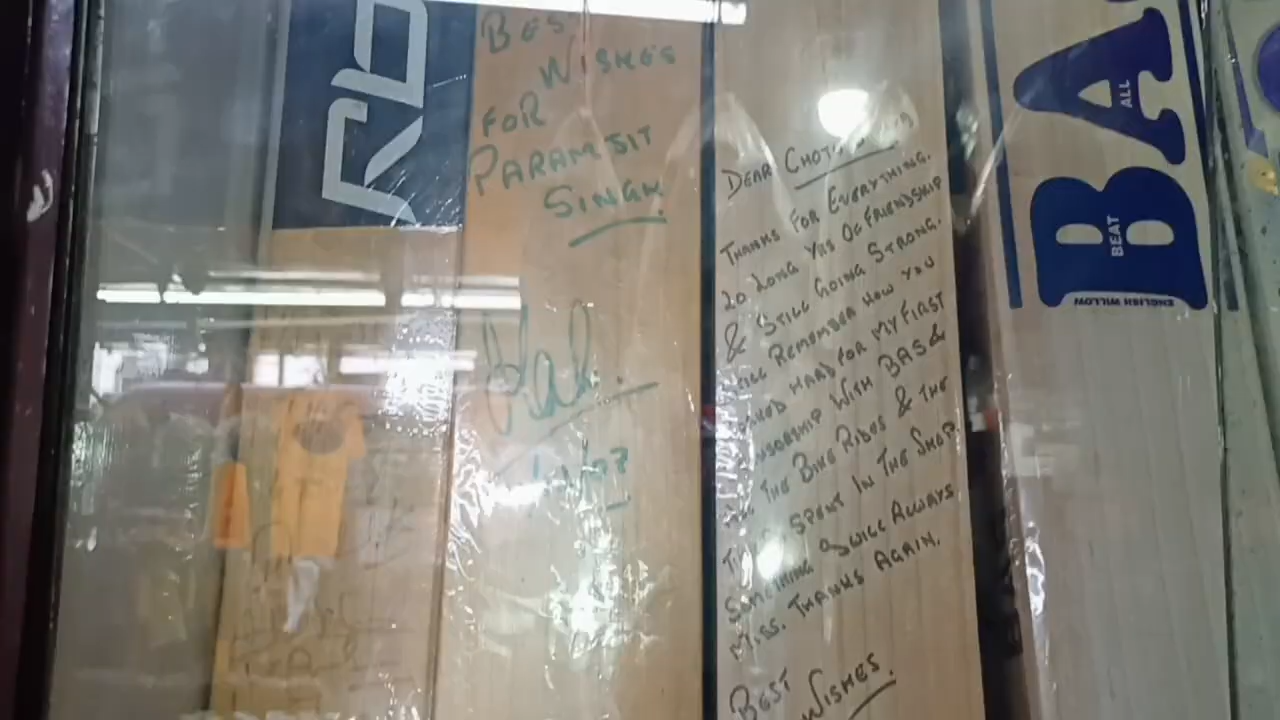 BEST
WISHES
FOR
PARAMJIT
SINGH
DEAR
THANKS FOR EVERYTHING.
20 LONG YRS OF FRIENDSHIP
& STILL GOING STRONG.
STILL REMEMBER HOW YOU
HARD FOR MY FIRST
WITH BAS &
THE BIKE RIDES & THE
SPENT IN THE SHOP.
SOMETHING I WILL ALWAYS
MISS. THANKS AGAIN.
BEST
WISHES.
BA
BEAT
ALL
ENGLISH WILLOW